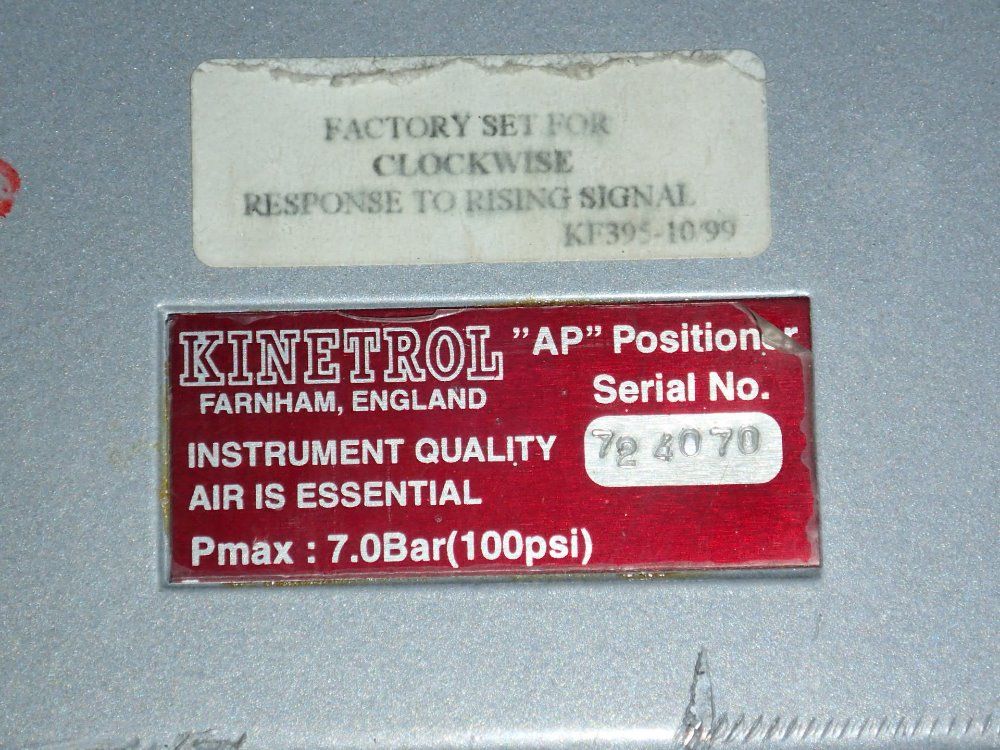 FACTORY SET FOR
CLOCKWISE
RESPONSE TO RISING SIGNAL
KF395-10/99
KINETROL "AP" Positioner
FARNHAM, ENGLAND
Serial No.
INSTRUMENT QUALITY
724070
AIR IS ESSENTIAL
Pmax : 7.0Bar(100psi)